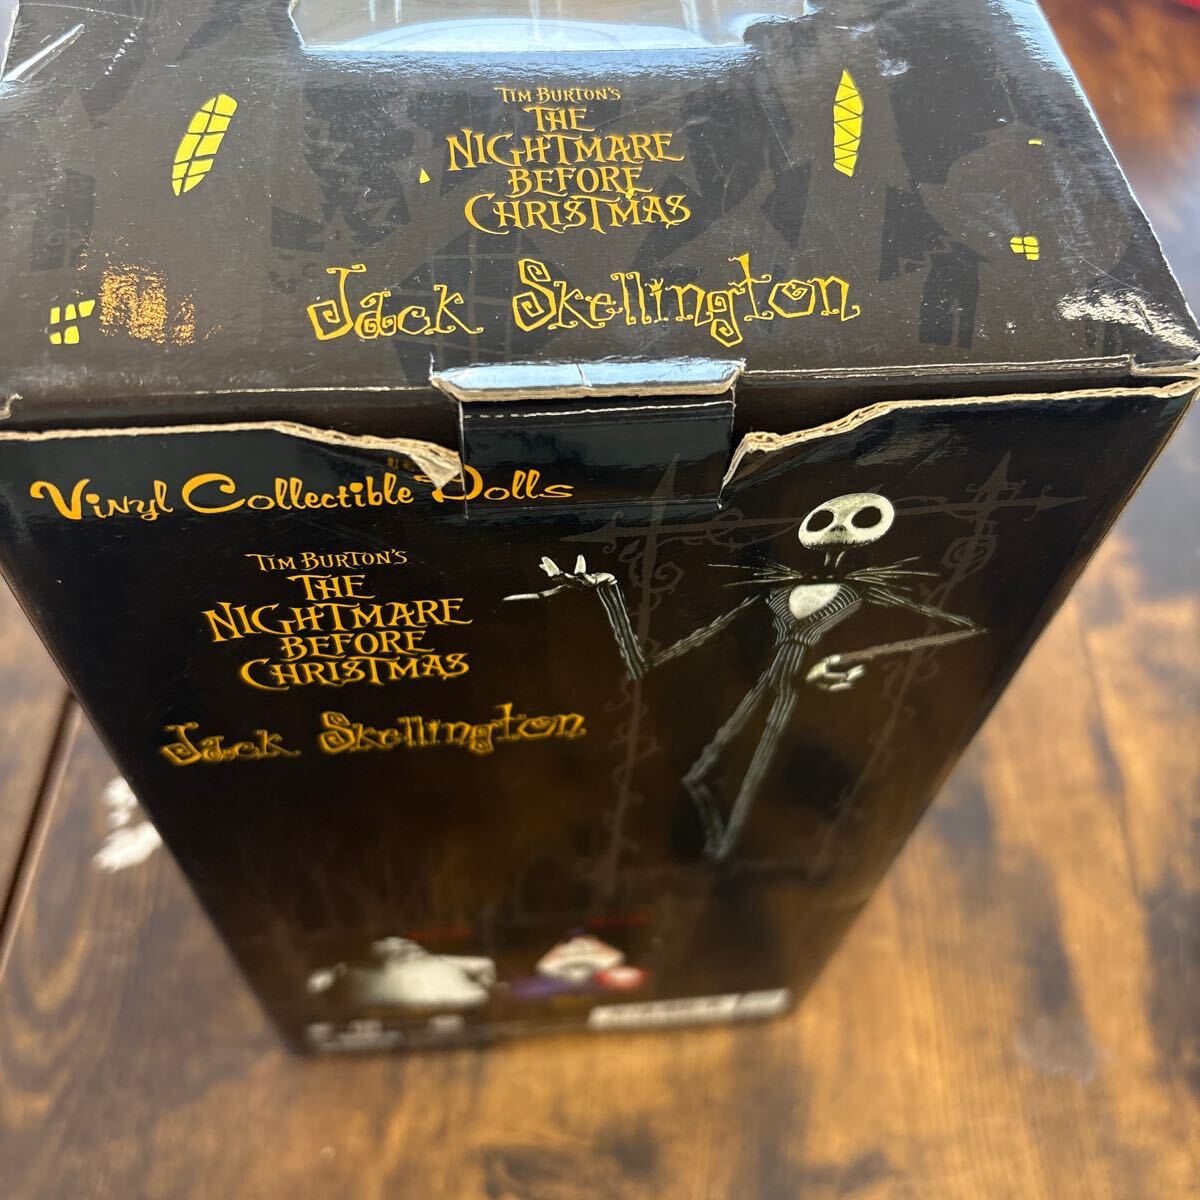 TIM BURTON'S
THE
NIGHTMARE
BEFORE
CHRISTMAS
Jack Skellington
Vinyl Collectible Dolls
TIM BURTON'S
THE
NIGHTMARE
BEFORE
CHRISTMAS
Jack Skellington